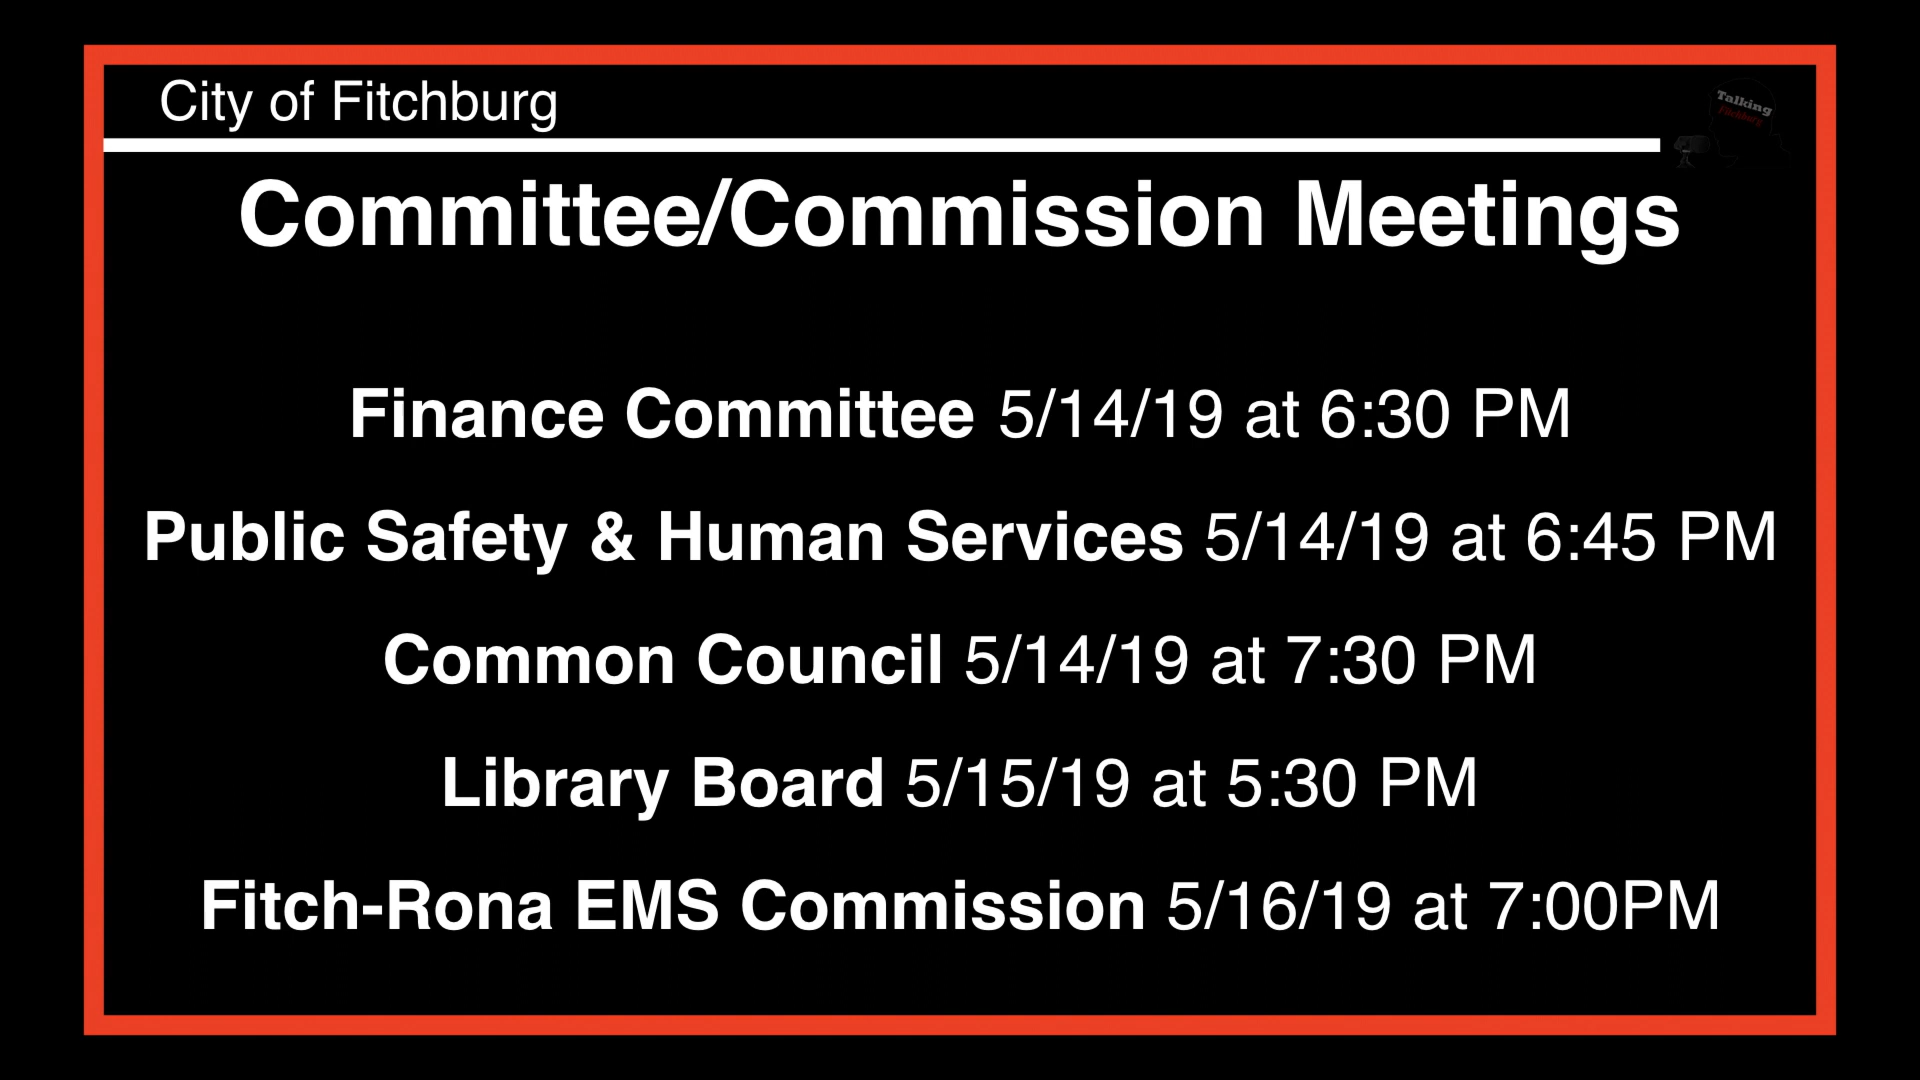 City of Fitchburg
Talking
Fitchburg
Committee/Commission Meetings
Finance Committee 5/14/19 at 6:30 PM
Public Safety & Human Services 5/14/19 at 6:45 PM
Common Council 5/14/19 at 7:30 PM
Library Board 5/15/19 at 5:30 PM
Fitch-Rona EMS Commission 5/16/19 at 7:00PM